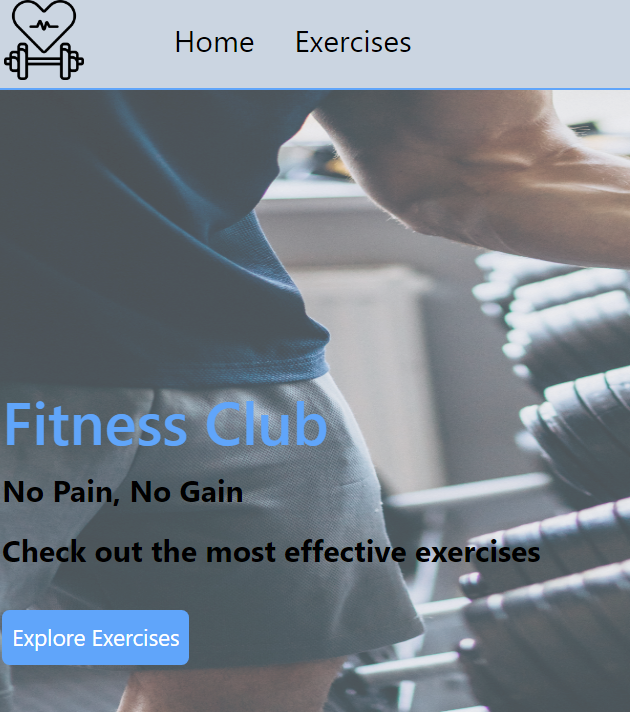 Home Exercises
Fitness Club
No Pain, No Gain
Check out the most effective exercises
Explore Exercises